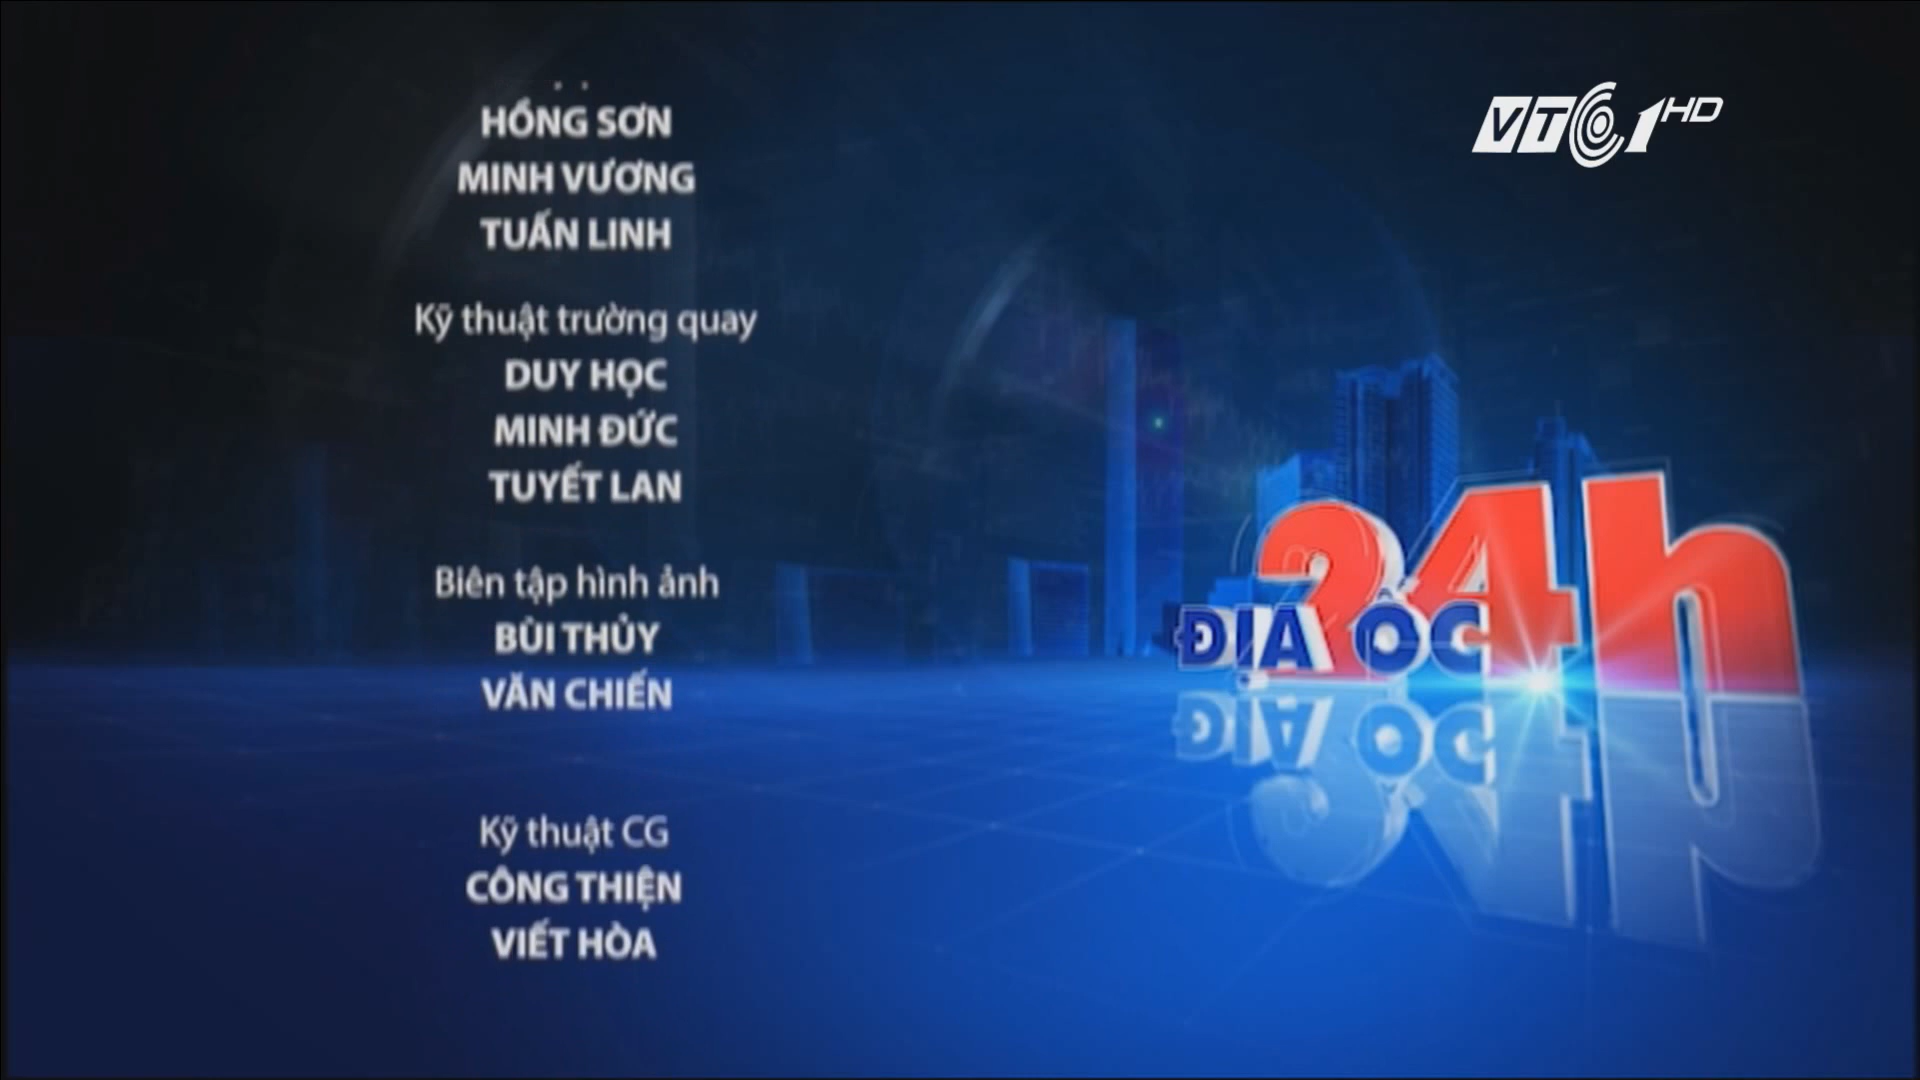 HỒNG SƠN
MINH VƯƠNG
TUẤN LINH
Kỹ thuật trường quay
DUY HỌC
MINH ĐỨC
TUYẾT LAN
Biên tập hình ảnh
BÙI THỦY
VĂN CHIẾN
Kỹ thuật CG
CÔNG THIỆN
VIẾT HÒA
VTC1 HD
24h
ĐỊA ỐC